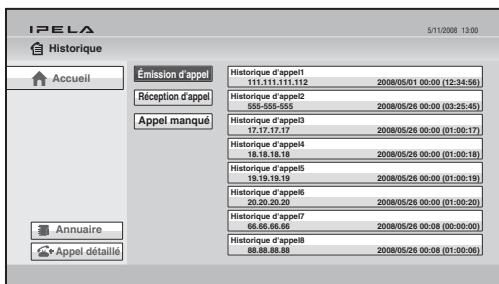 IPELA
5/11/2008 13:00
Historique
Accueil
Émission d'appel
Réception d'appel
Appel manqué
Historique d'appel1
111.111.111.112 2008/05/01 00:00 (12:34:56)
Historique d'appel2
555-555-555 2008/05/26 00:00 (03:25:45)
Historique d'appel3
17.17.17.17 2008/05/26 00:00 (01:00:17)
Historique d'appel4
18.18.18.18 2008/05/26 00:00 (01:00:18)
Historique d'appel5
19.19.19.19 2008/05/26 00:00 (01:00:19)
Historique d'appel6
20.20.20.20 2008/05/26 00:00 (01:00:20)
Historique d'appel7
66.66.66.66 2008/05/26 00:08 (00:00:00)
Historique d'appel8
88.88.88.88 2008/05/26 00:08 (01:00:06)
Annuaire
Appel détaillé